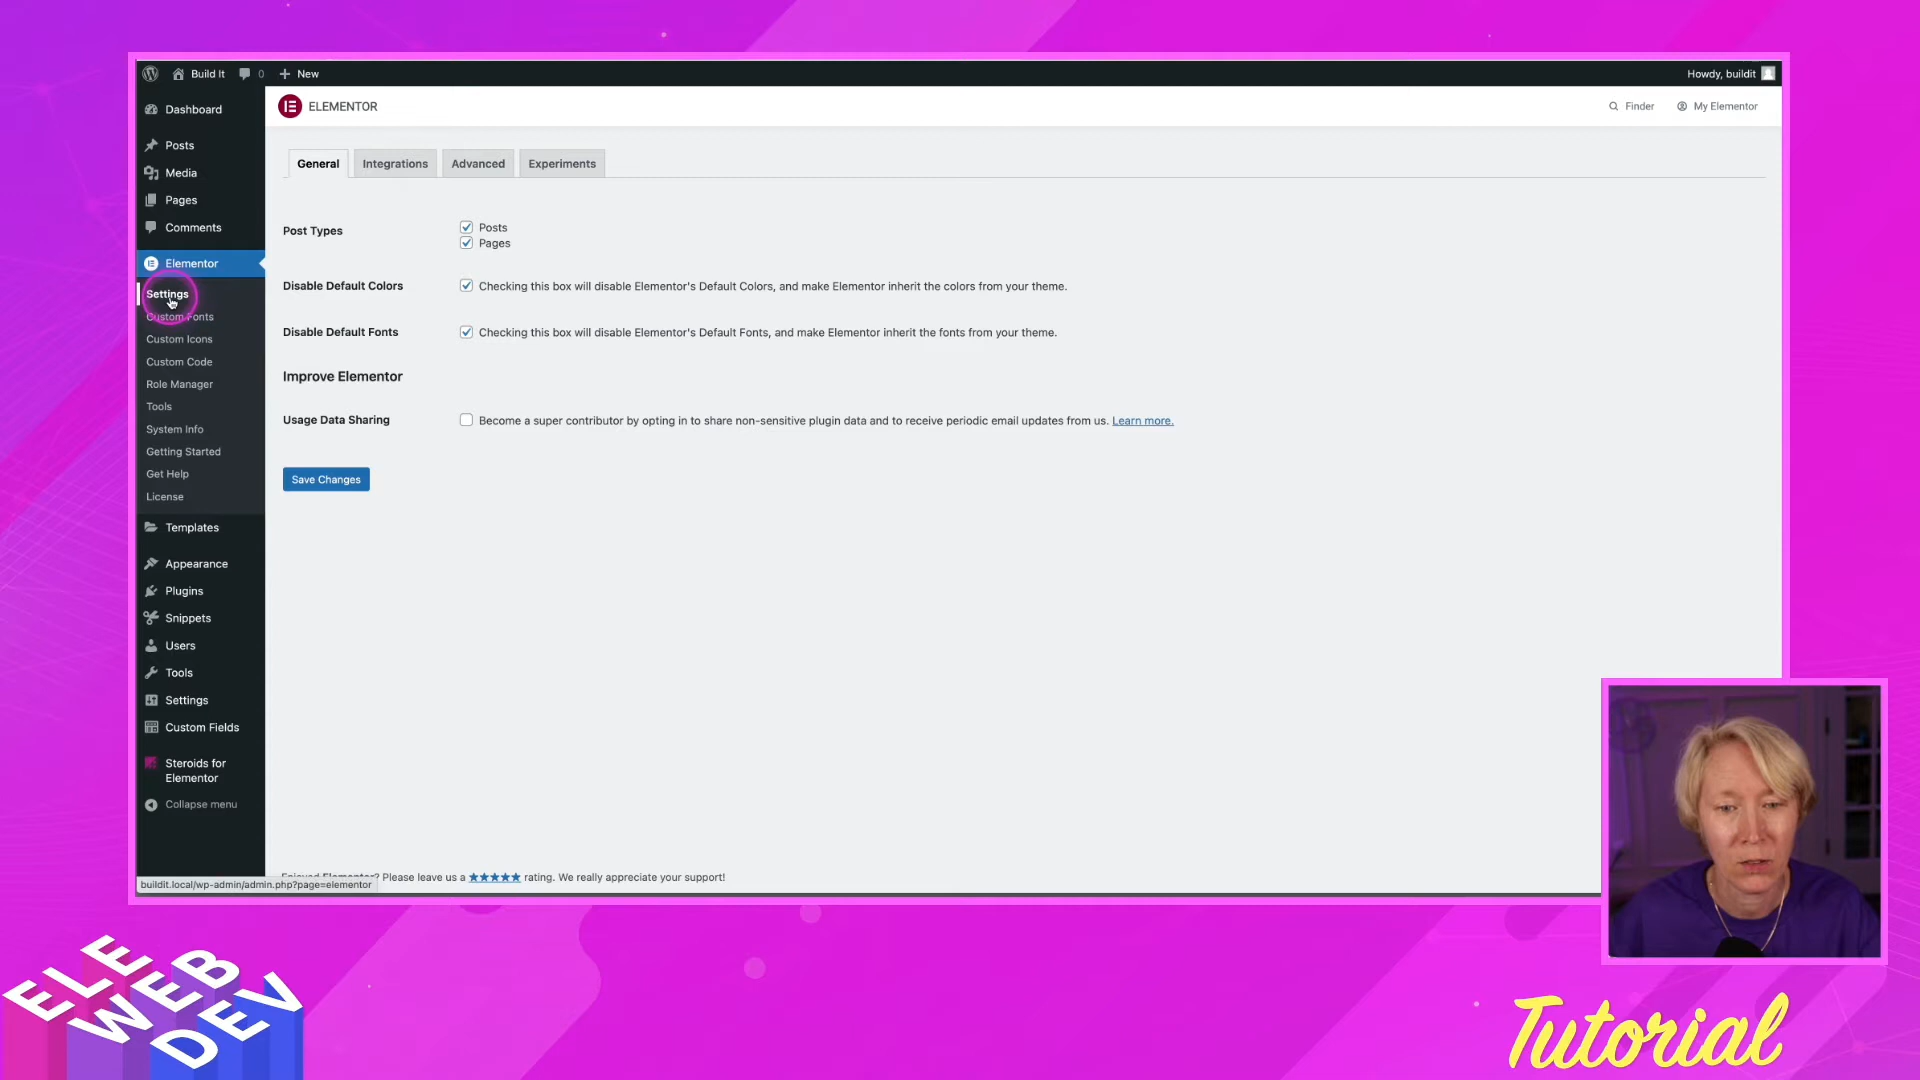 Build It
0
New
Howdy, buildit
Dashboard
Posts
Media
Pages
Comments
Elementor
Settings
Custom Fonts
Custom Icons
Custom Code
Role Manager
Tools
System Info
Getting Started
Get Help
License
Templates
Appearance
Plugins
Snippets
Users
Tools
Settings
Custom Fields
Steroids for
Elementor
Collapse menu
ELEMENTOR
Finder
My Elementor
General
Integrations
Advanced
Experiments
Post Types
Posts
Pages
Disable Default Colors
Checking this box will disable Elementor's Default Colors, and make Elementor inherit the colors from your theme.
Disable Default Fonts
Checking this box will disable Elementor's Default Fonts, and make Elementor inherit the fonts from your theme.
Improve Elementor
Usage Data Sharing
Become a super contributor by opting in to share non-sensitive plugin data and to receive periodic email updates from us. Learn more.
Save Changes
Enjoyed Elementor? Please leave us a ★★★★★ rating. We really appreciate your support!
buildit.local/wp-admin/admin.php?page=elementor
ELE
WEB
DEV
Tutorial